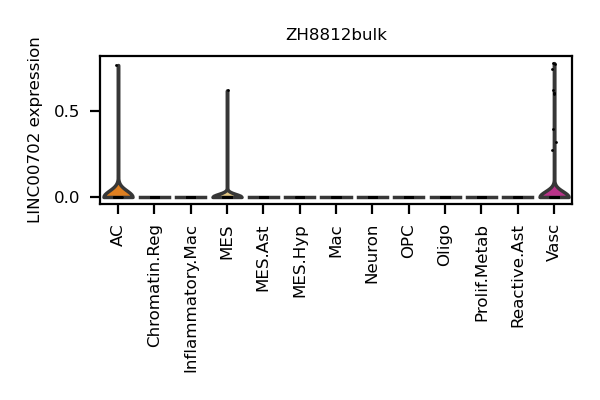 ZH8812bulk
LINC00702 expression
0.5
0.0
AC
Chromatin.Reg
Inflammatory.Mac
MES
MES.Ast
MES.Hyp
Mac
Neuron
OPC
Oligo
Prolif.Metab
Reactive.Ast
Vasc